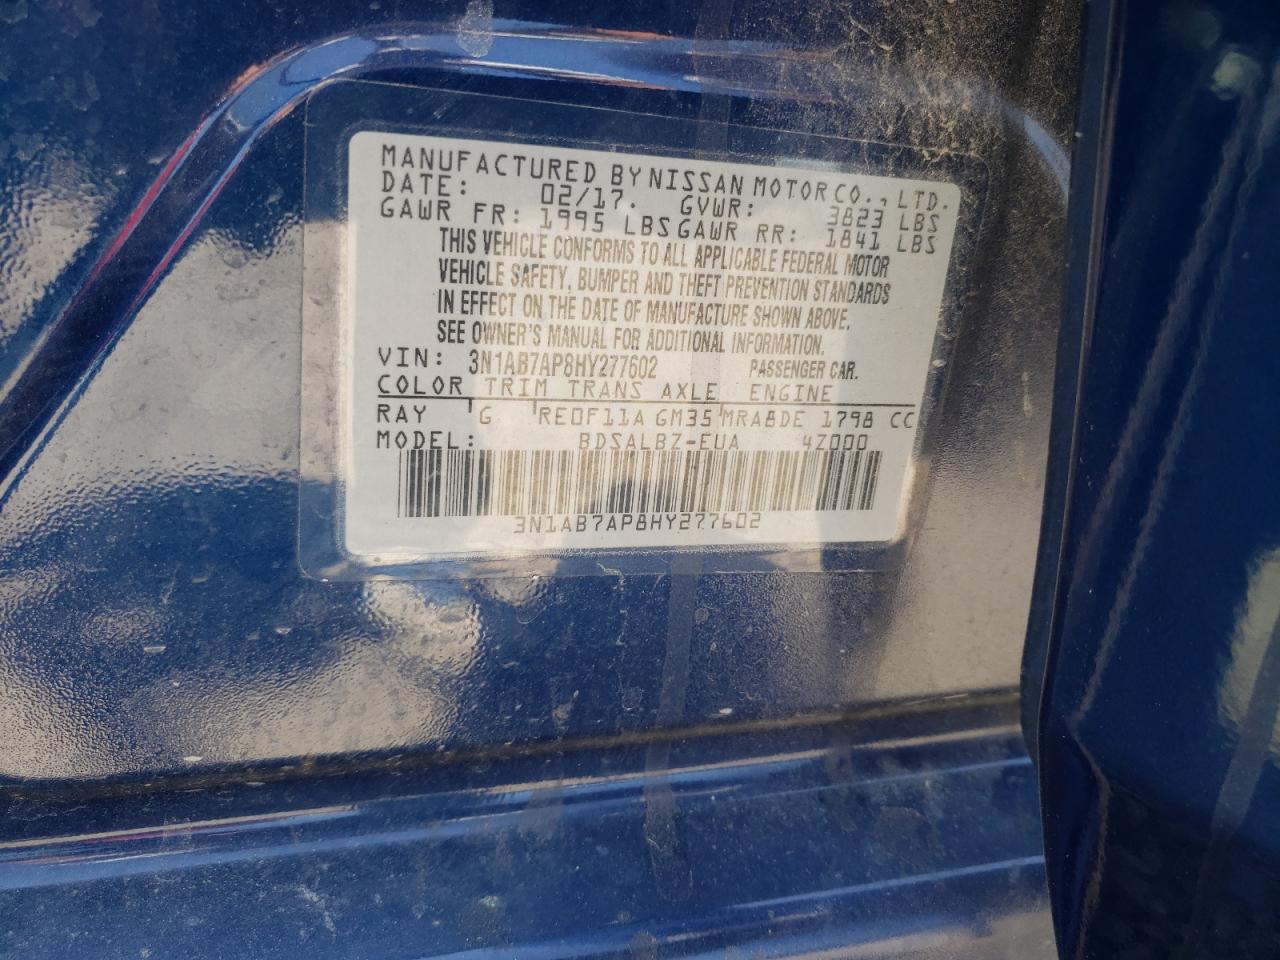 MANUFACTURED BY NISSAN MOTOR CO., LTD.
DATE: 02/17. GVWR: 3823 LBS
GAWR FR: 1995 LBS GAWR RR: 1841 LBS
THIS VEHICLE CONFORMS TO ALL APPLICABLE FEDERAL MOTOR
VEHICLE SAFETY, BUMPER AND THEFT PREVENTION STANDARDS
IN EFFECT ON THE DATE OF MANUFACTURE SHOWN ABOVE.
SEE OWNER'S MANUAL FOR ADDITIONAL INFORMATION.
VIN: 3N1AB7AP8HY277602 PASSENGER CAR.
COLOR TRIM TRANS AXLE ENGINE
RAY G RE0F11A GM35 MRA8DE 1798 CC
MODEL: BDSALBZ-EUA 4Z000
3N1AB7AP8HY277602